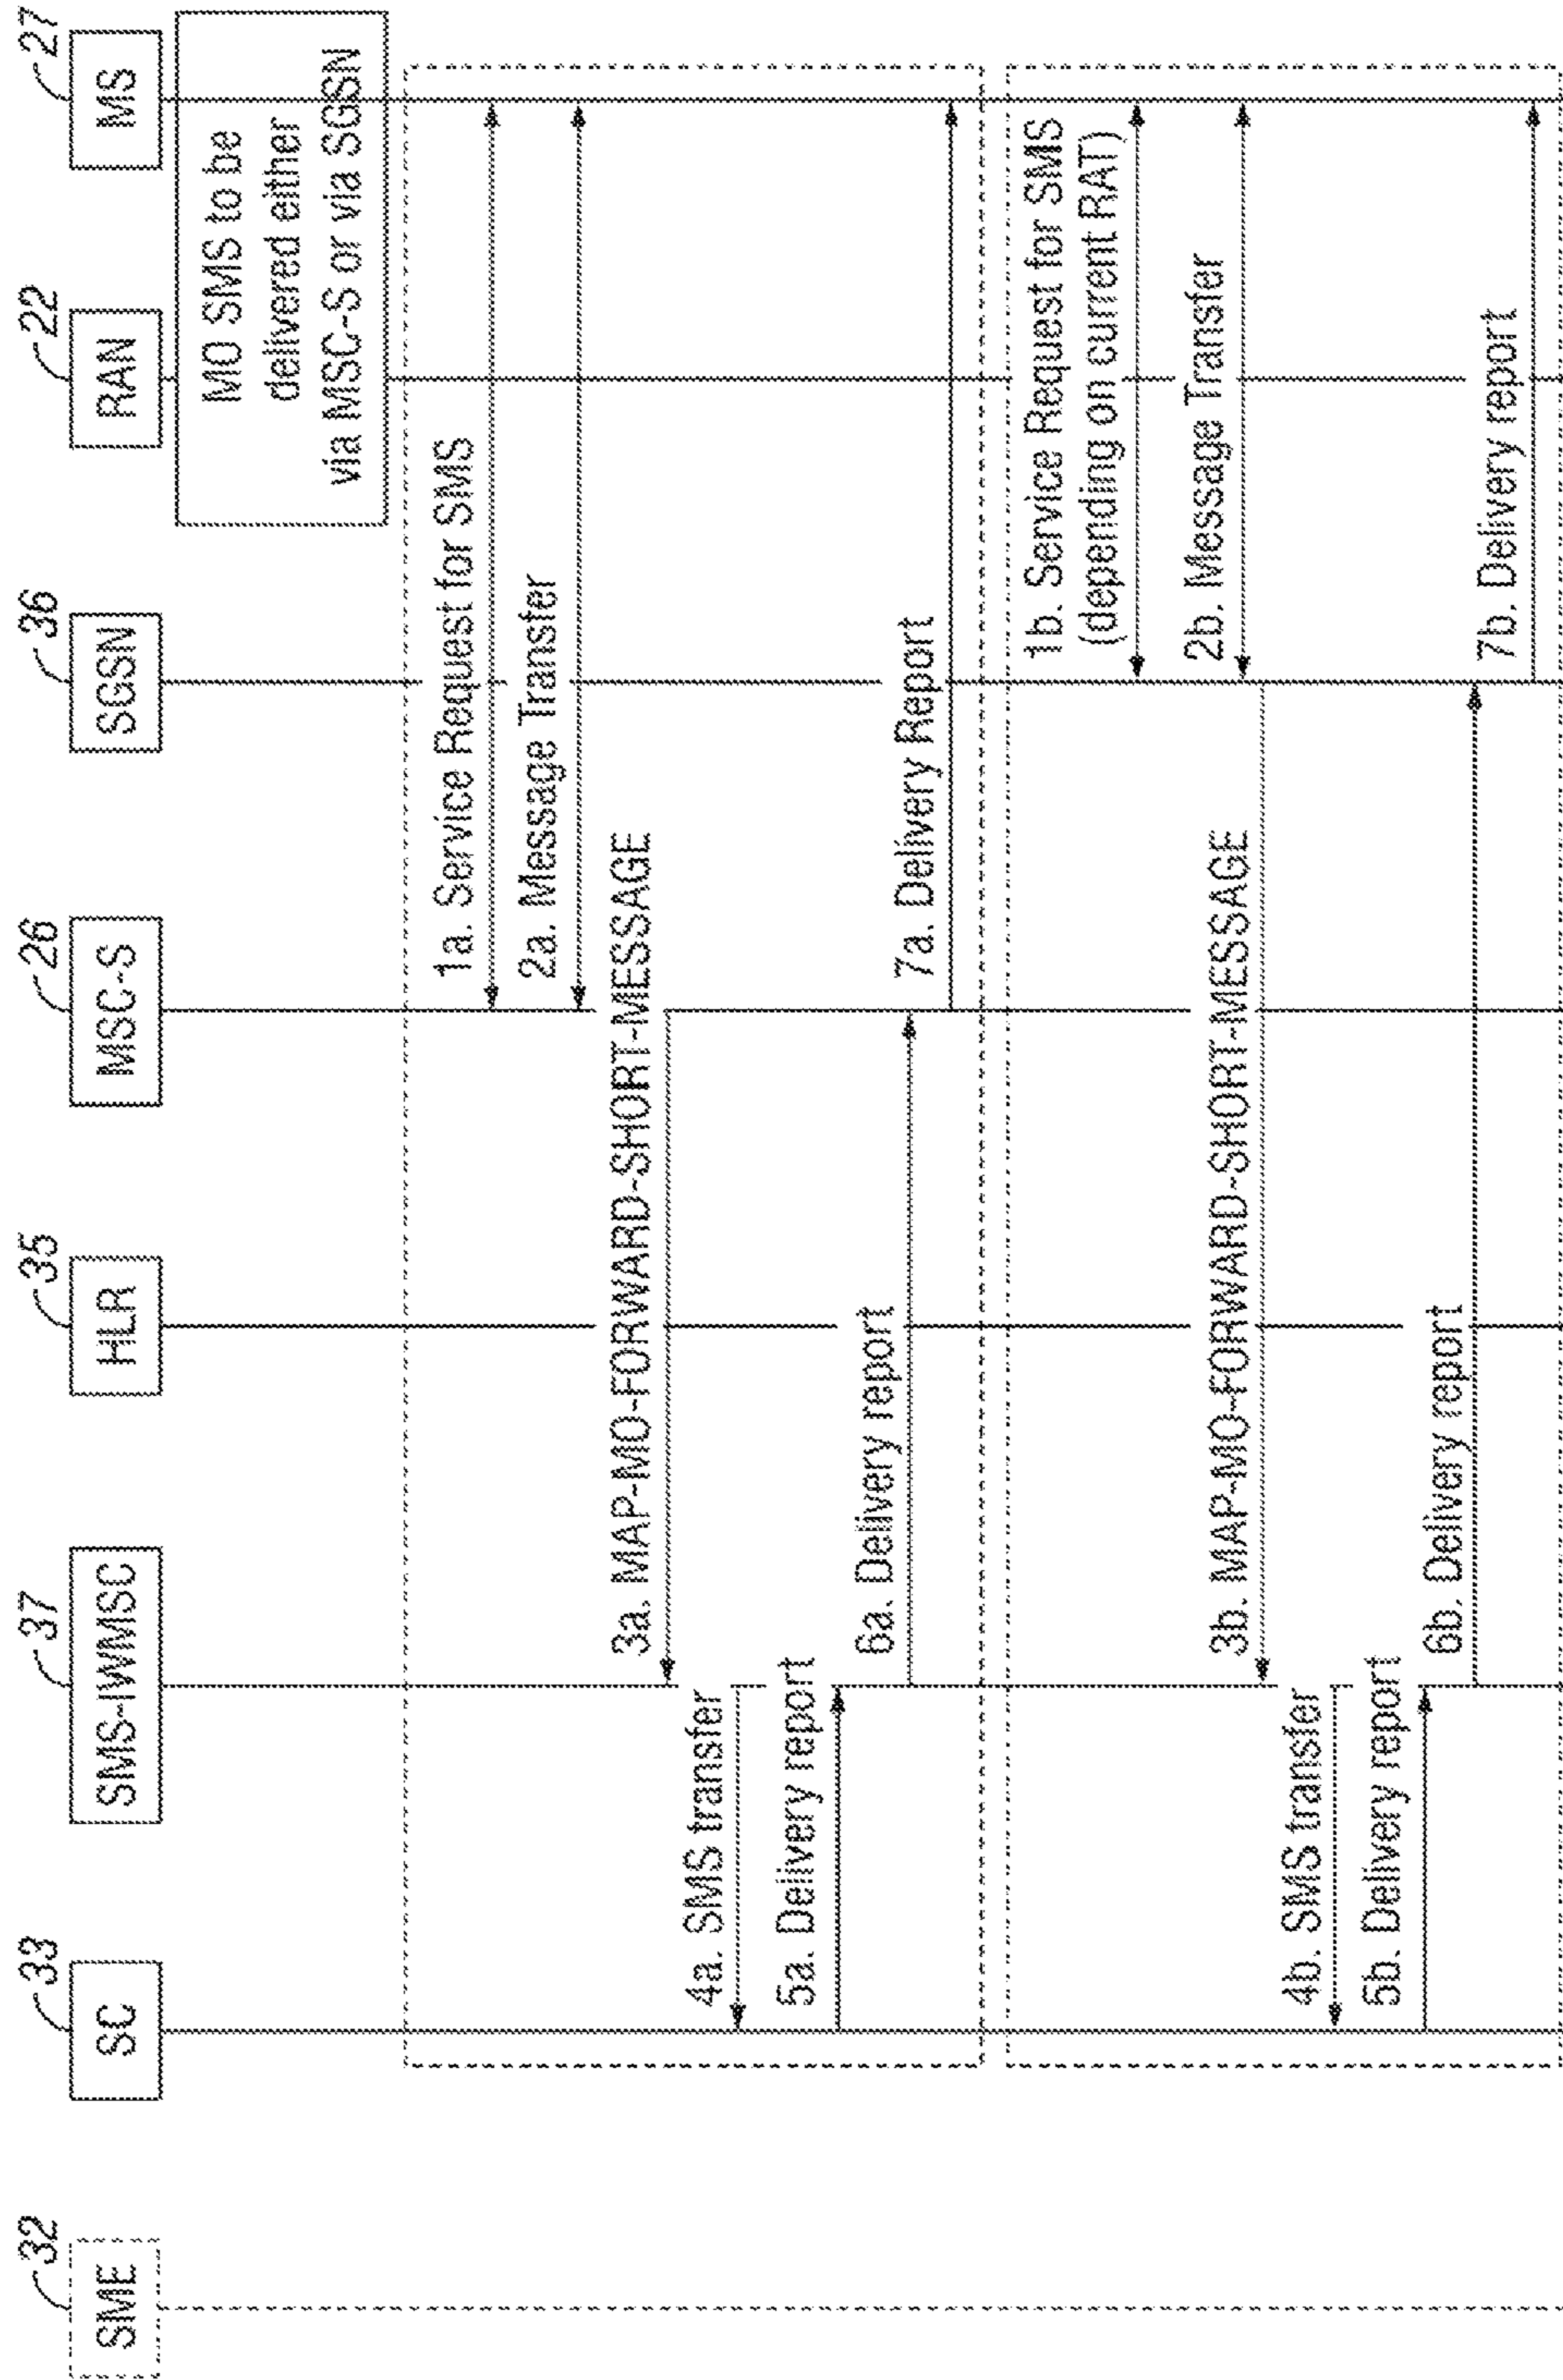 32
33
37
35
26
36
22
27
SME
SC
SMS-IWMSC
HLR
MSC-S
SGSN
RAN
MS
MO SMS to be
delivered either
via MSC-S or via SGSN
1a. Service Request for SMS
2a. Message Transfer
3a. MAP-MO-FORWARD-SHORT-MESSAGE
4a. SMS transfer
5a. Delivery report
6a. Delivery report
7a. Delivery Report
1b. Service Request for SMS
(depending on current RAT)
2b. Message Transfer
3b. MAP-MO-FORWARD-SHORT-MESSAGE
4b. SMS transfer
5b. Delivery report
6b. Delivery report
7b. Delivery report